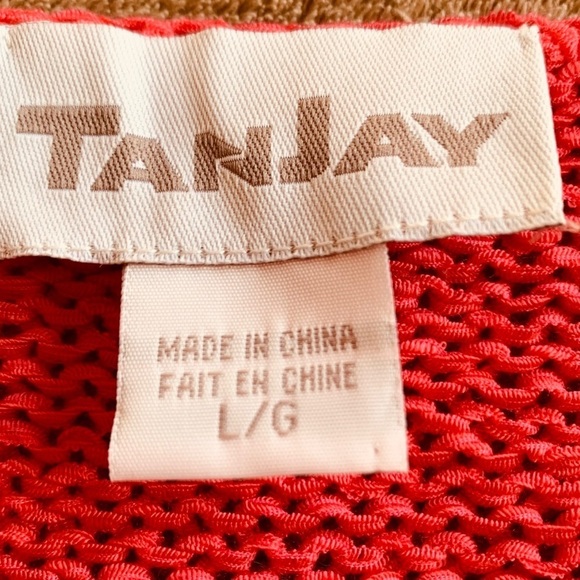 TANJAY
MADE IN CHINA
FAIT EN CHINE
L/G